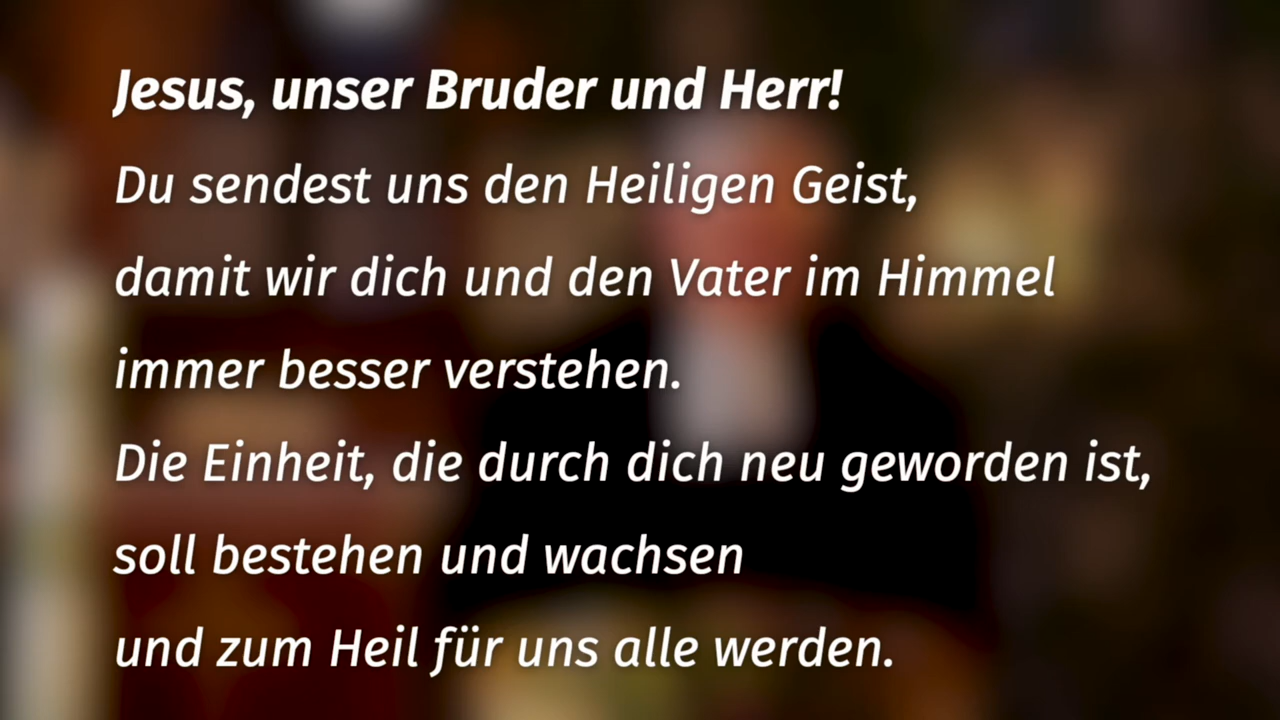 Jesus, unser Bruder und Herr!
Du sendest uns den Heiligen Geist,
damit wir dich und den Vater im Himmel
immer besser verstehen.
Die Einheit, die durch dich neu geworden ist,
soll bestehen und wachsen
und zum Heil für uns alle werden.